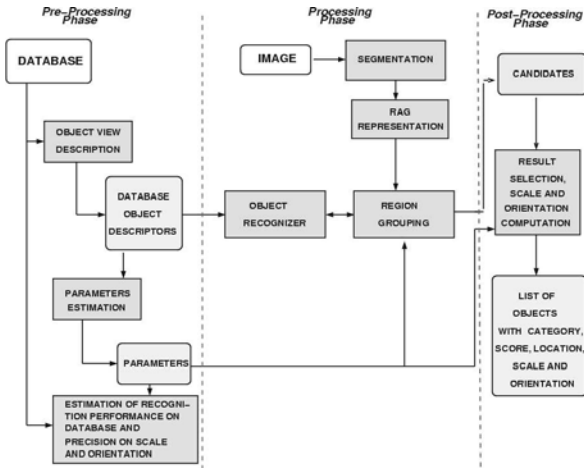 Pre-Processing
Phase
Processing
Phase
Post-Processing
Phase
DATABASE
IMAGE
SEGMENTATION
CANDIDATES
RAG
REPRESENTATION
OBJECT VIEW
DESCRIPTION
DATABASE
OBJECT
DESCRIPTORS
OBJECT
RECOGNIZER
REGION
GROUPING
RESULT
SELECTION,
SCALE AND
ORIENTATION
COMPUTATION
PARAMETERS
ESTIMATION
PARAMETERS
LIST OF
OBJECTS
WITH CATEGORY,
SCORE, LOCATION,
SCALE AND
ORIENTATION
ESTIMATION OF RECOGNI-
TION PERFORMANCE ON
DATABASE AND
PRECISION ON SCALE
AND ORIENTATION